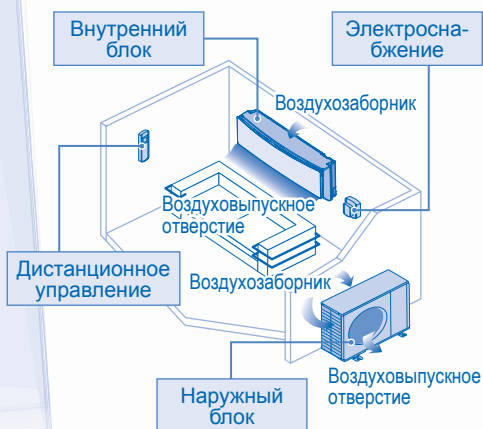 Внутренний
блок
Электросна-
бжение
Воздухозаборник
Воздуховыпускное
отверстие
Дистанционное
управление
Воздухозаборник
Воздуховыпускное
отверстие
Наружный
блок